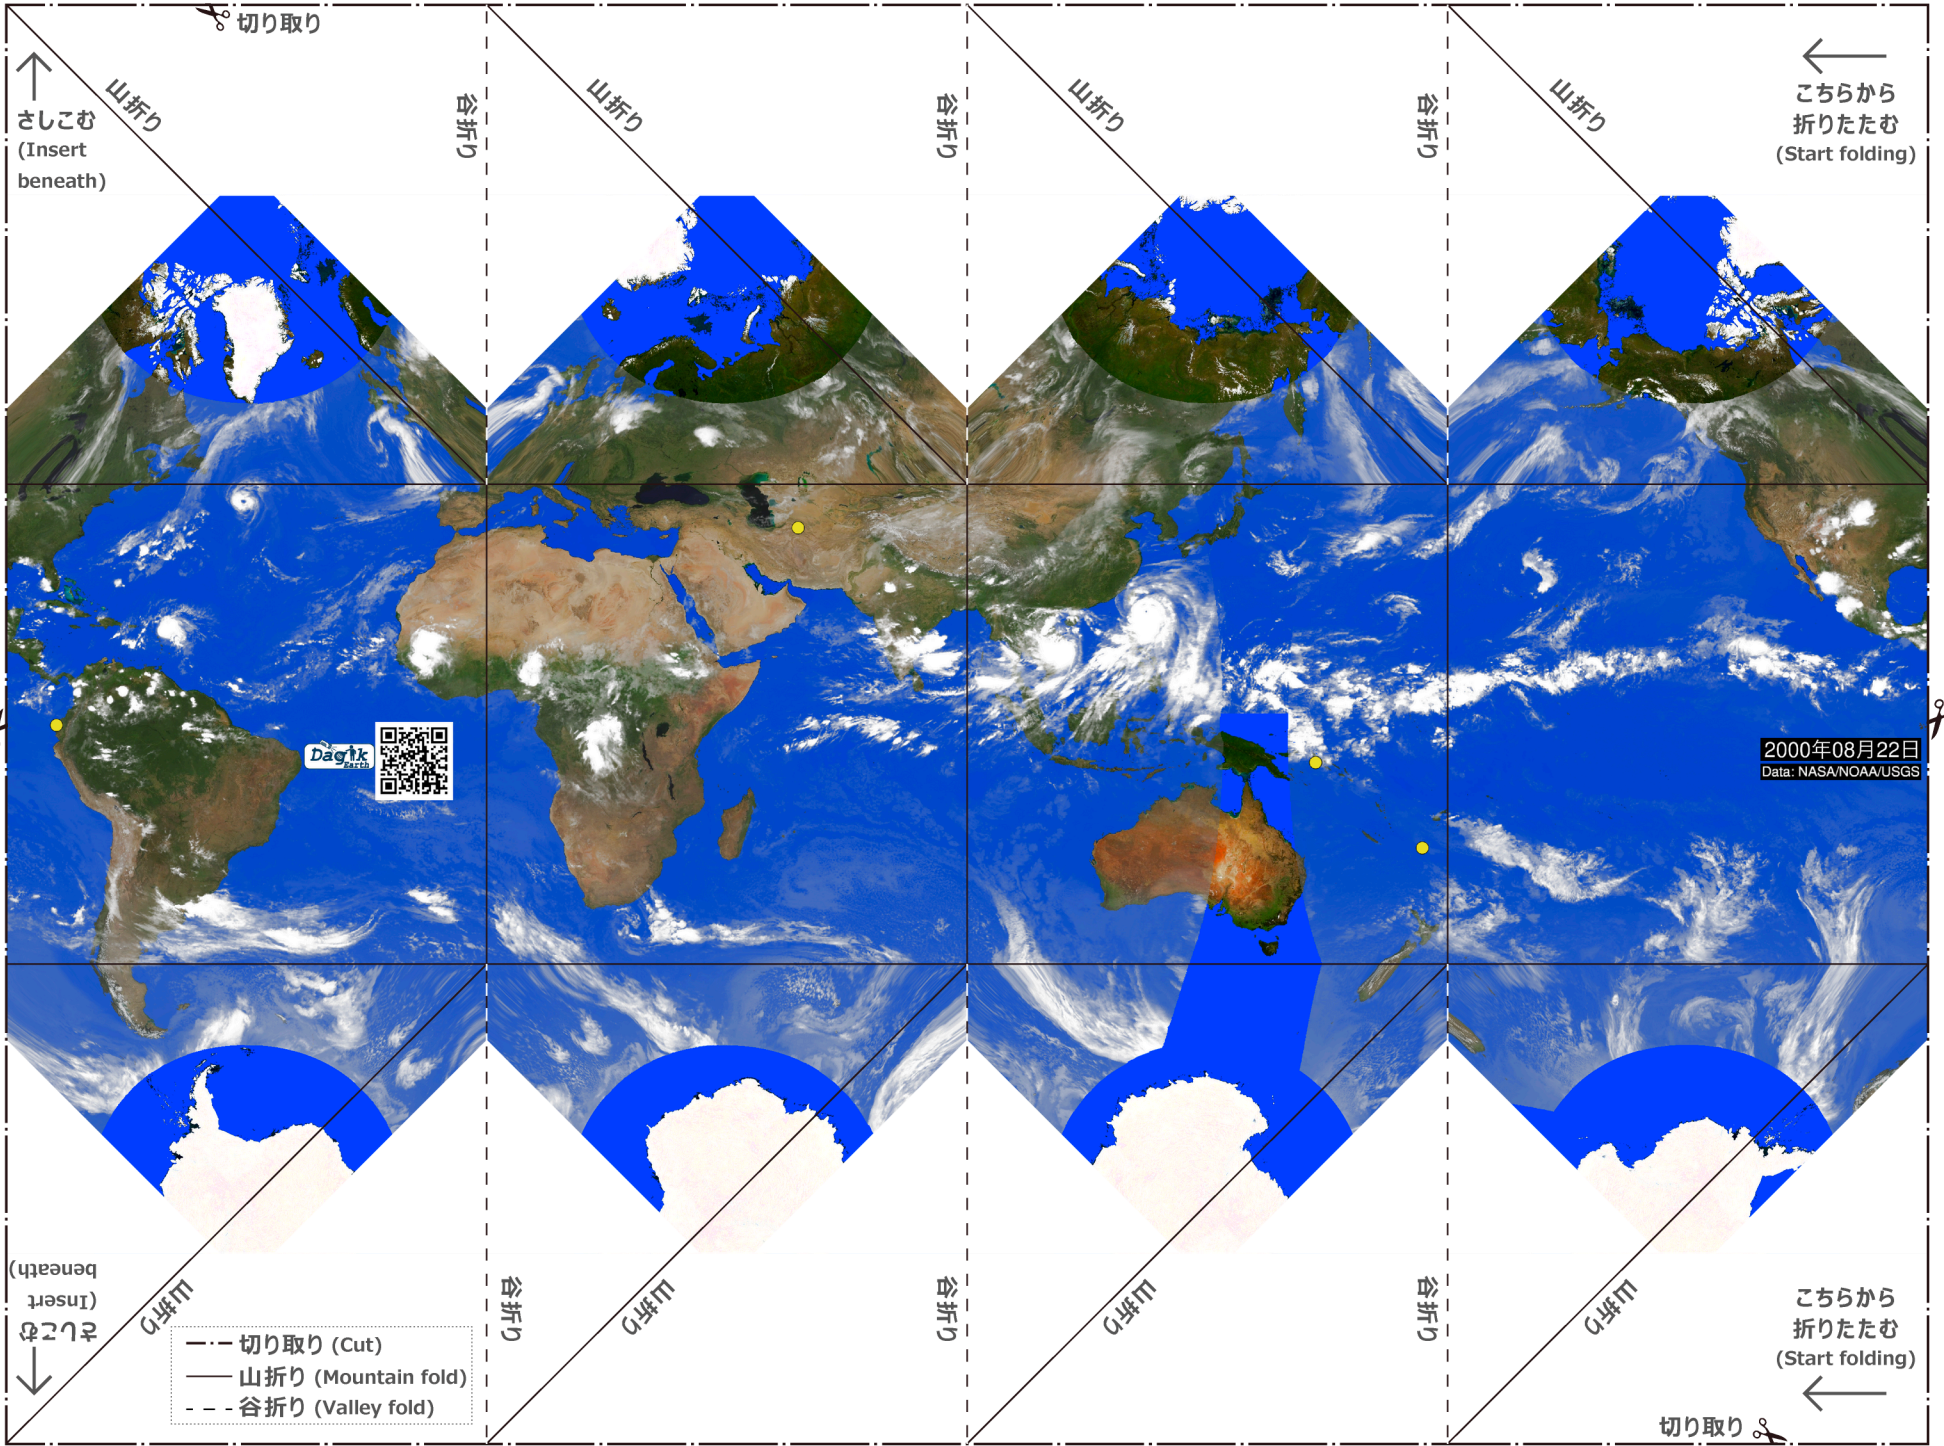 切り取り
山折り
谷折り
山折り
谷折り
山折り
谷折り
山折り
こちらから
折りたたむ
(Start folding)
さしこむ
(Insert
beneath)
Dagik
Earth
2000年08月22日
Data: NASA/NOAA/USGS
さしこむ
(Insert
beneath)
山折り
谷折り
山折り
谷折り
山折り
谷折り
山折り
こちらから
折りたたむ
(Start folding)
切り取り (Cut)
山折り (Mountain fold)
谷折り (Valley fold)
切り取り